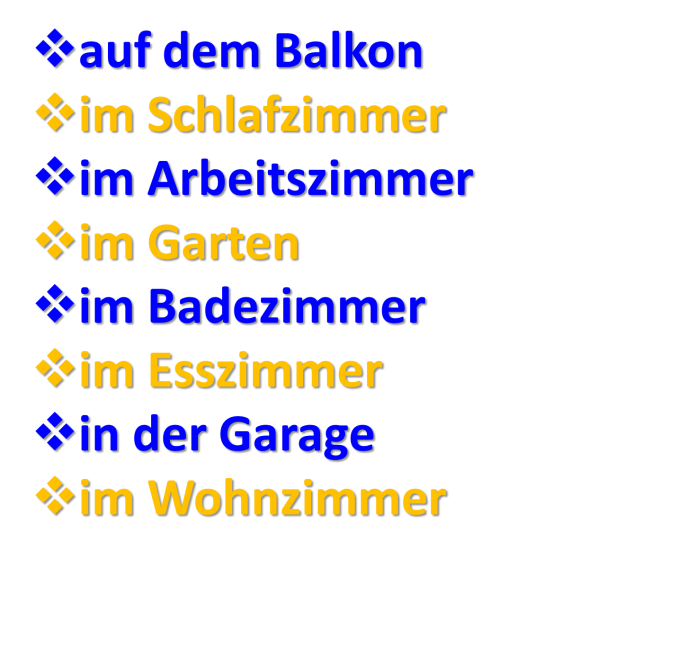 ❖auf dem Balkon
❖im Schlafzimmer
❖im Arbeitszimmer
❖im Garten
❖im Badezimmer
❖im Esszimmer
❖in der Garage
❖im Wohnzimmer